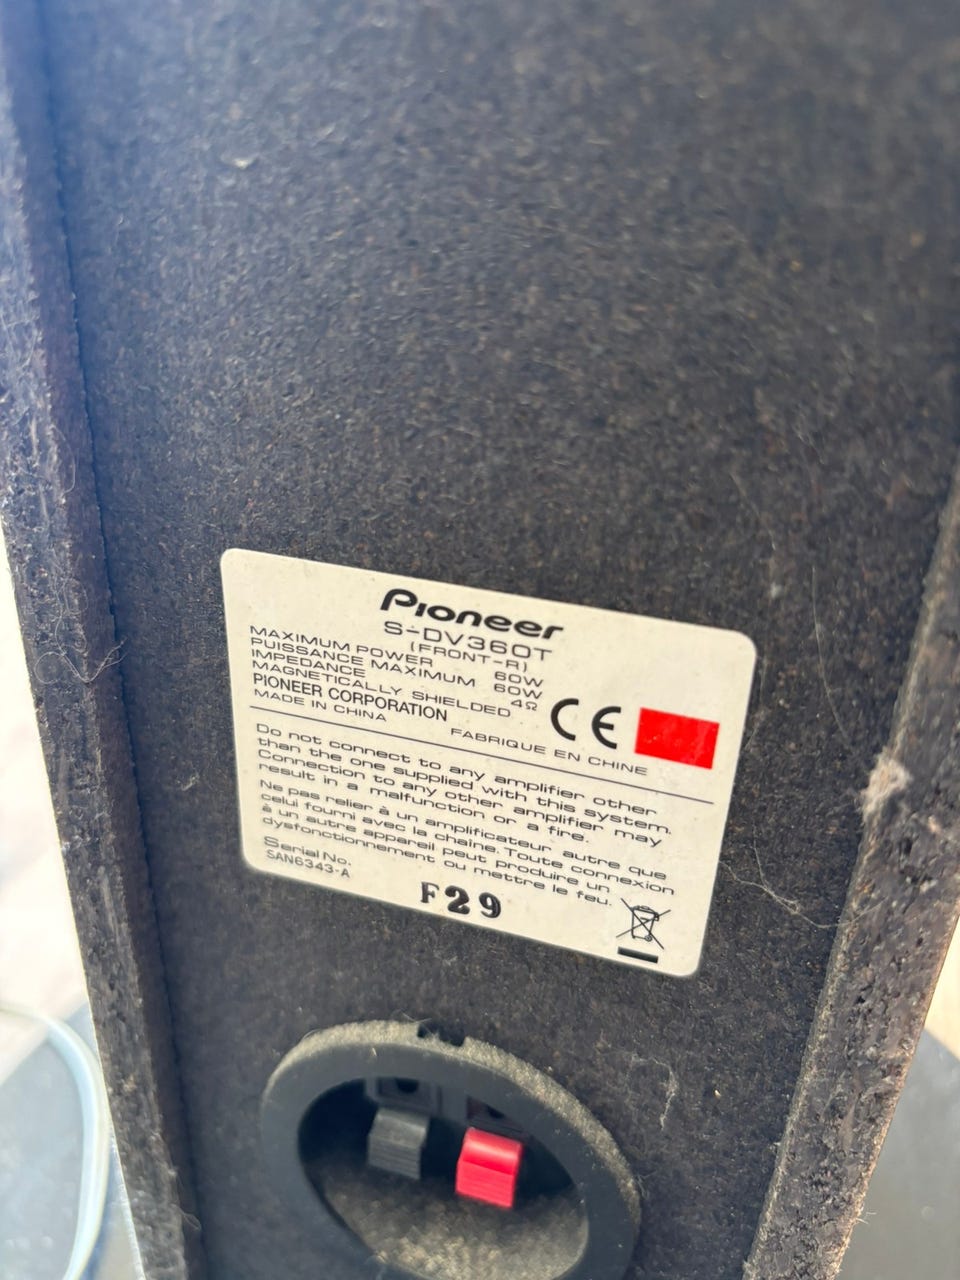 Pioneer
S-DV360T
(FRONT-R)
MAXIMUM POWER 60W
PUISSANCE MAXIMUM 60W
IMPEDANCE 4Ω
MAGNETICALLY SHIELDED
PIONEER CORPORATION
MADE IN CHINA FABRIQUE EN CHINE
CE
Do not connect to any amplifier other
than the one supplied with this system.
Connection to any other amplifier may
result in a malfunction or a fire.
Ne pas relier à un amplificateur autre que
celui fourni avec la chaîne. Toute connexion
à un autre appareil peut produire un
dysfonctionnement ou mettre le feu.
Serial No.
SAN6343-A
F29